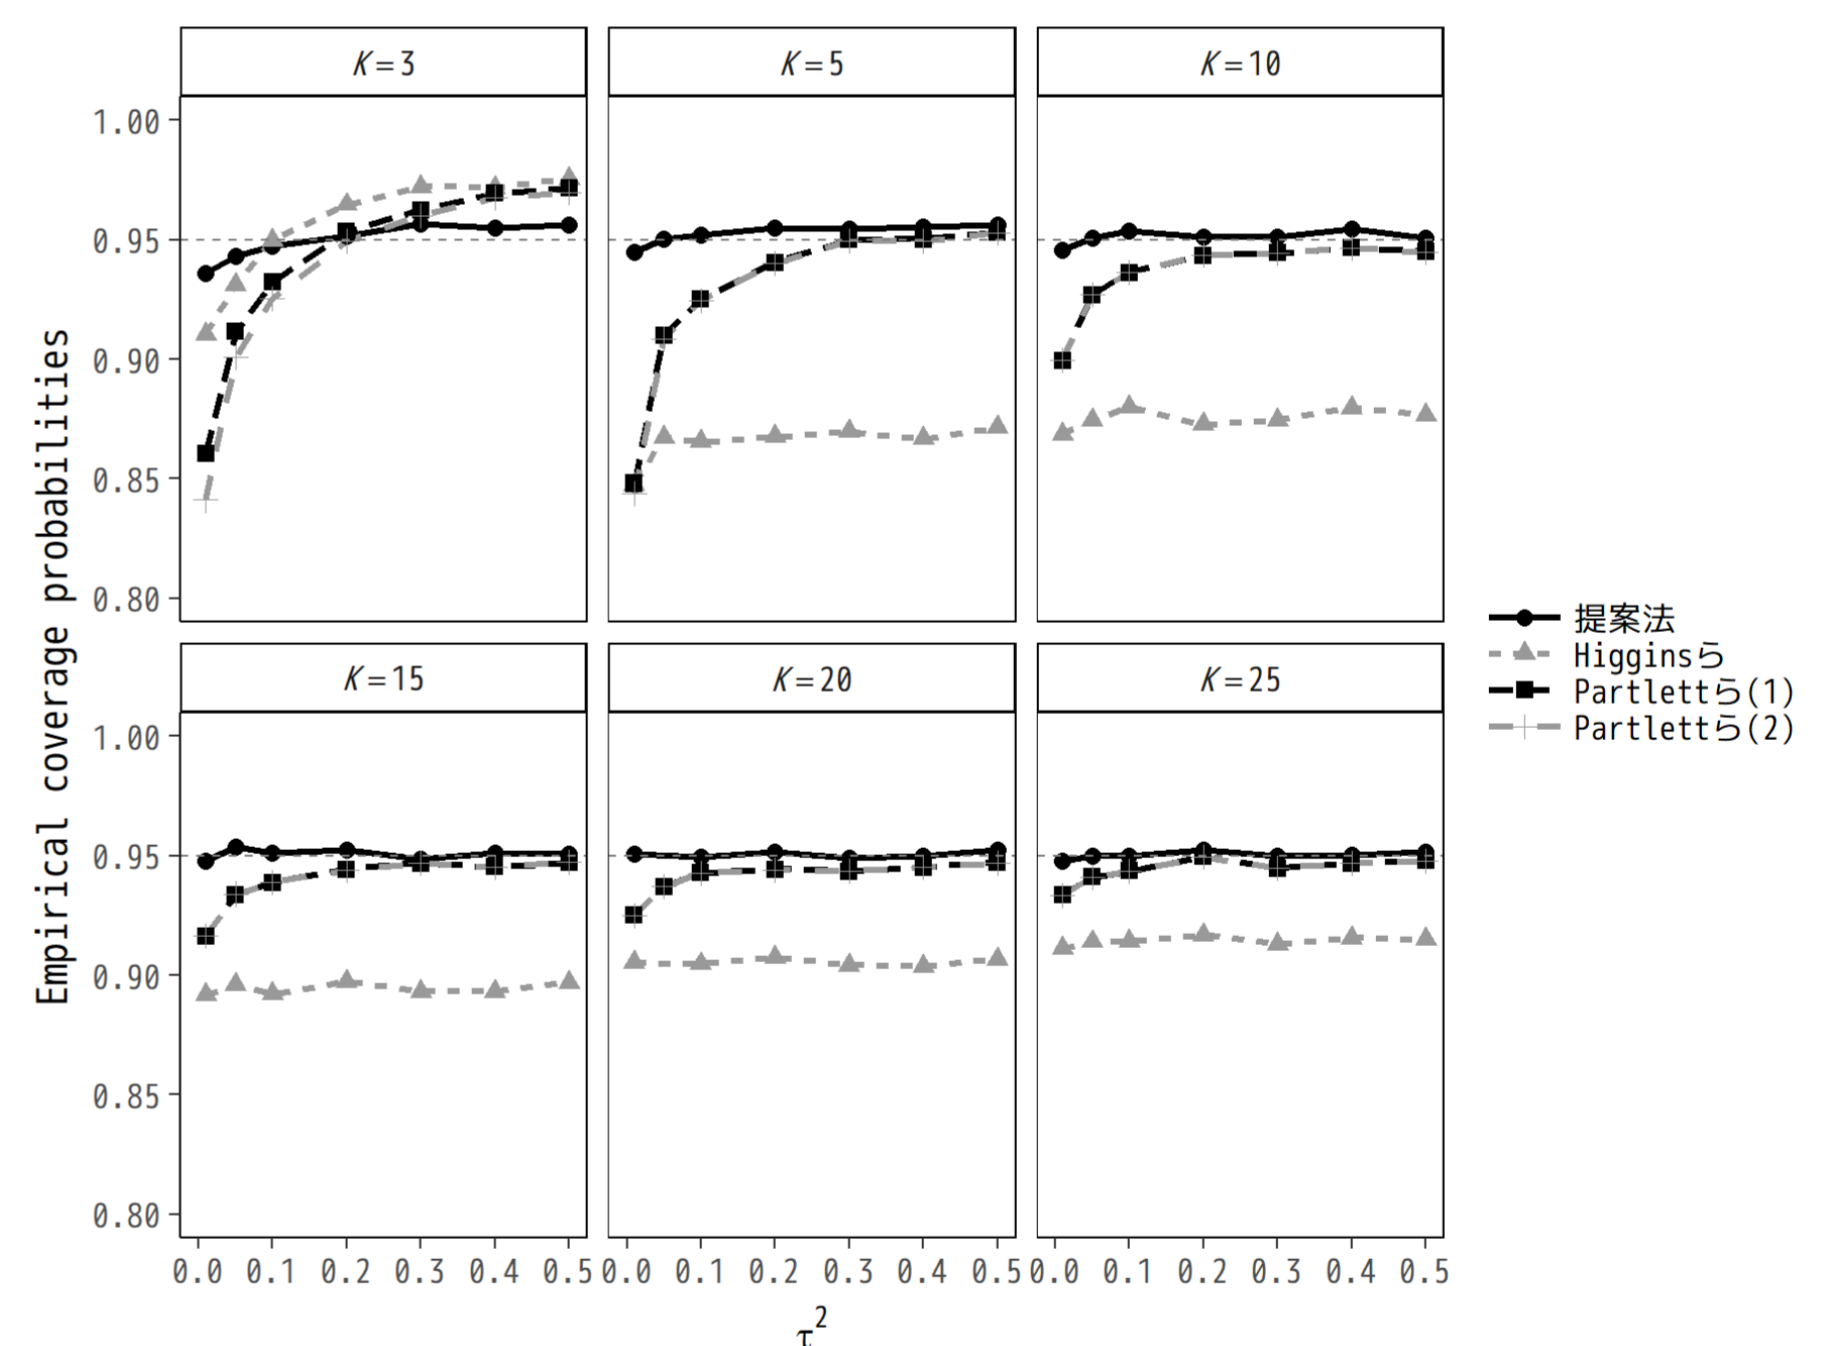 K=3
K=5
K=10
1.00
0.95
0.90
0.85
0.80
K=15
K=20
K=25
1.00
0.95
0.90
0.85
0.80
0.0 0.1 0.2 0.3 0.4 0.5
0.0 0.1 0.2 0.3 0.4 0.5
0.0 0.1 0.2 0.3 0.4 0.5
τ²
Empirical coverage probabilities
提案法
Higginsら
Partlettら(1)
Partlettら(2)